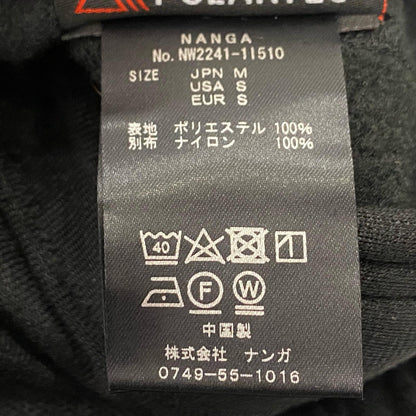 POLARTEC
NANGA
No. NW2241-1I510
SIZE JPN M
USA S
EUR S
表地 ポリエステル 100%
別布 ナイロン 100%
40
F W
中国製
株式会社 ナンガ
0749-55-1016